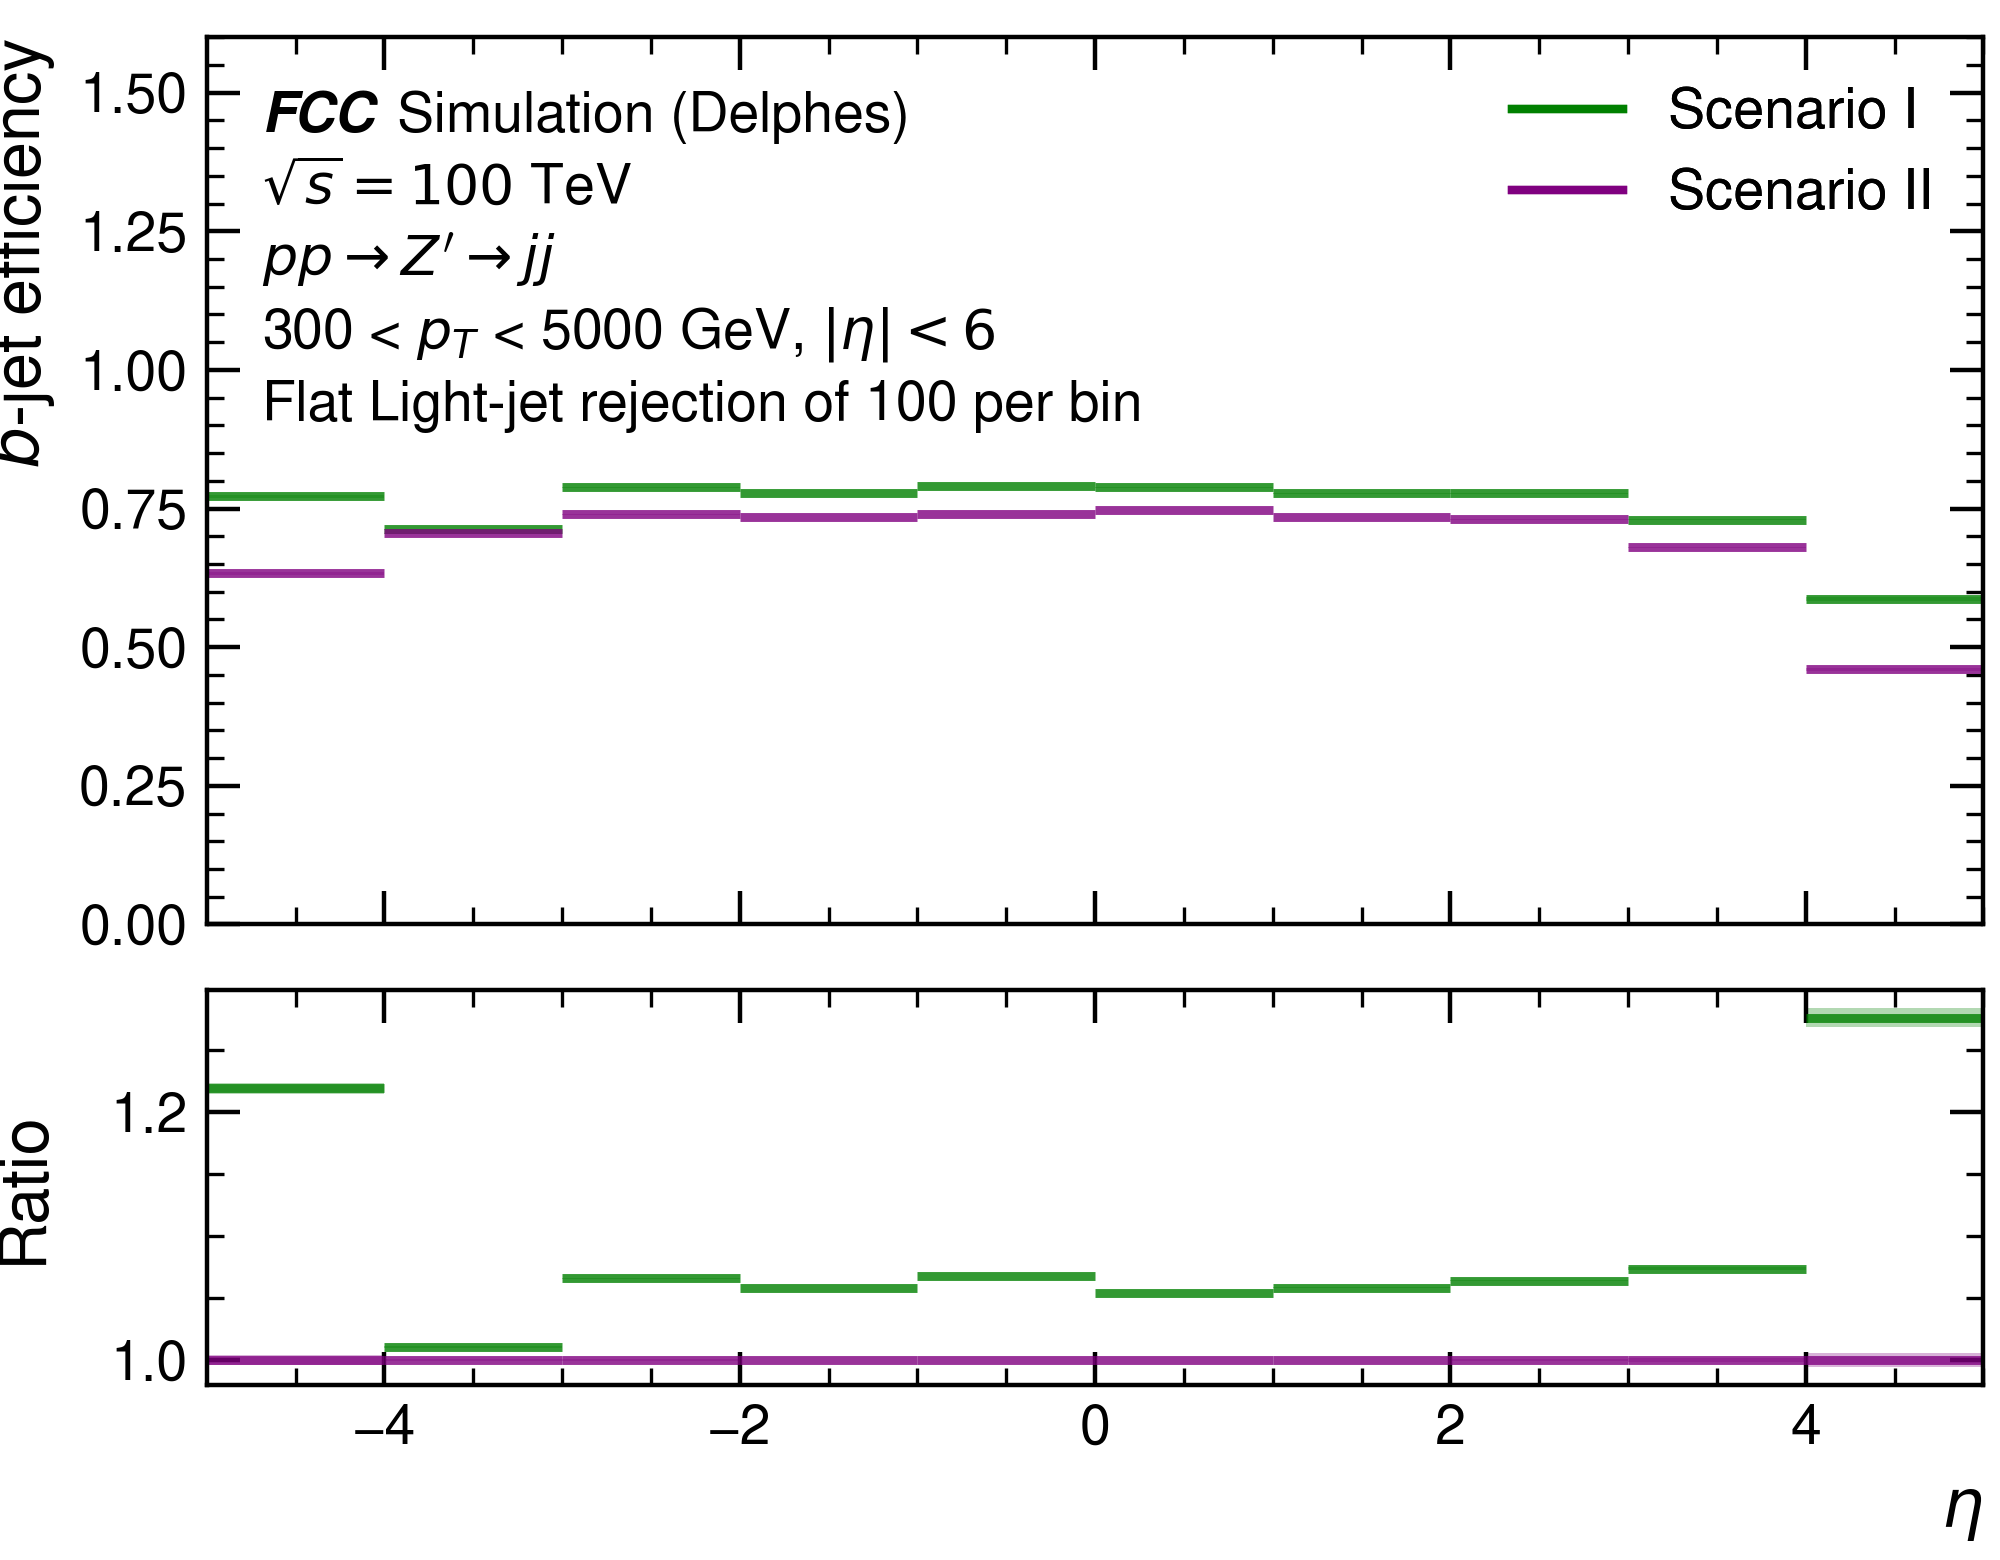 b-jet efficiency
1.50
1.25
1.00
0.75
0.50
0.25
0.00
FCC Simulation (Delphes)
√s = 100 TeV
pp → Z′ → jj
300 < p_T < 5000 GeV, |η| < 6
Flat Light-jet rejection of 100 per bin
Scenario I
Scenario II
Ratio
1.2
1.0
−4 −2 0 2 4
η